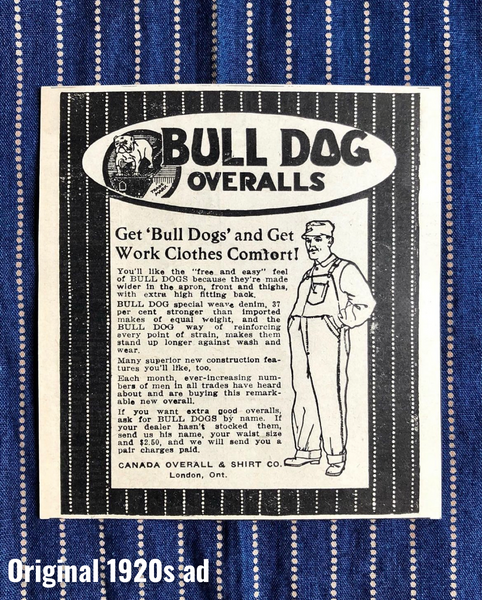 BULL DOG
OVERALLS
TRADE MARK
Get 'Bull Dogs' and Get
Work Clothes Comfort!
You'll like the "free and easy" feel
of BULL DOGS because they're made
wider in the apron, front and thighs,
with extra high fitting back.
BULL DOG special weave denim, 37
per cent stronger than imported
makes of equal weight, and the
BULL DOG way of reinforcing
every point of strain, makes them
stand up longer against wash and
wear.
Many superior new construction fea-
tures you'll like, too.
Each month, ever-increasing num-
bers of men in all trades have heard
about and are buying this remark-
able new overall.
If you want extra good overalls,
ask for BULL DOGS by name. If
your dealer hasn't stocked them,
send us his name, your waist size
and $2.50, and we will send you a
pair charges paid.
CANADA OVERALL & SHIRT CO.
London, Ont.
Original 1920s ad